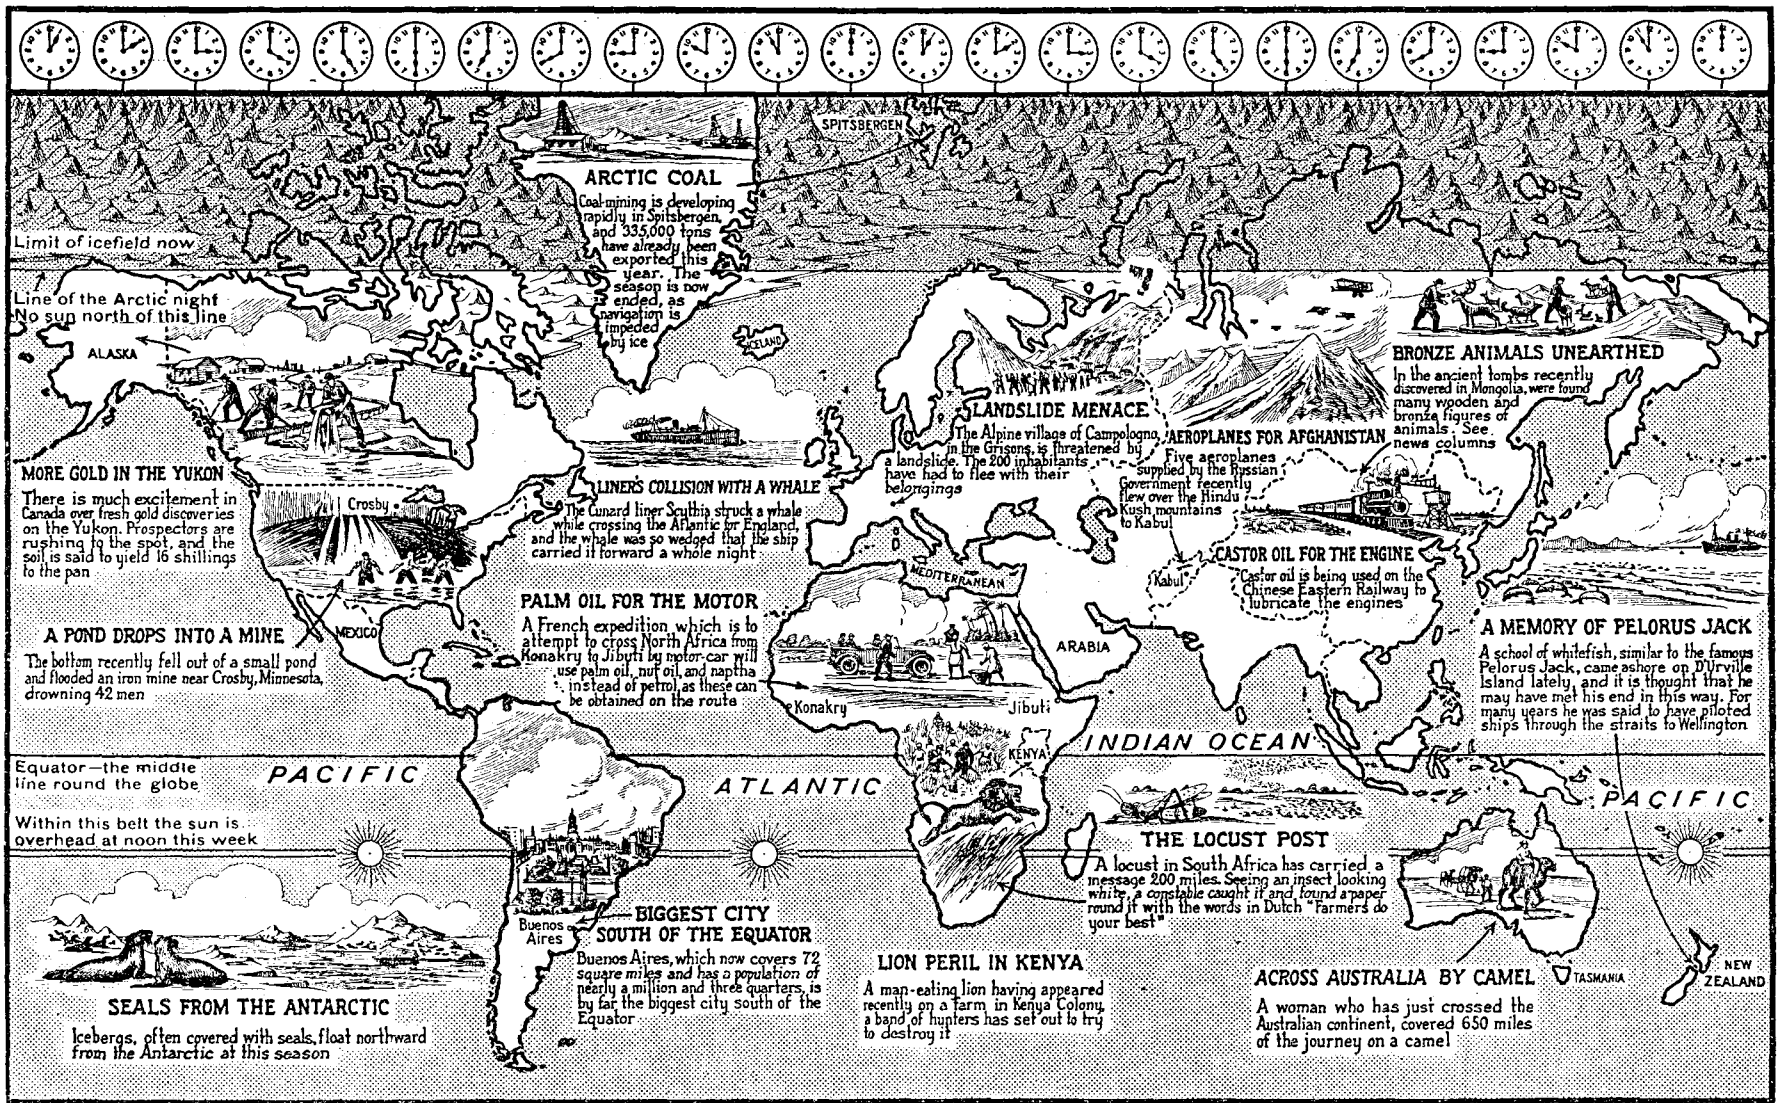 SPITSBERGEN
ARCTIC COAL
Coal-mining is developing
rapidly in Spitsbergen,
and 335,000 tons
have already been
exported this
year. The
season is now
ended, as
navigation is
impeded
by ice
Limit of icefield now
Line of the Arctic night
No sun north of this line
ALASKA
ICELAND
MORE GOLD IN THE YUKON
There is much excitement in
Canada over fresh gold discoveries
on the Yukon. Prospectors are
rushing to the spot, and the
soil is said to yield 16 shillings
to the pan
Crosby
A POND DROPS INTO A MINE
The bottom recently fell out of a small pond
and flooded an iron mine near Crosby, Minnesota,
drowning 42 men
MEXICO
LINER'S COLLISION WITH A WHALE
The Cunard liner Scythia struck a whale
while crossing the Atlantic for England,
and the whale was so wedged that the ship
carried it forward a whole night
PALM OIL FOR THE MOTOR
A French expedition which is to
attempt to cross North Africa from
Konakry to Jibuti by motor-car will
use palm oil, nut oil, and naptha
instead of petrol, as these can
be obtained on the route
LANDSLIDE MENACE
The Alpine village of Campologno,
in the Grisons, is threatened by
a landslide. The 200 inhabitants
have had to flee with their
belongings
AEROPLANES FOR AFGHANISTAN
Five aeroplanes
supplied by the Russian
Government recently
flew over the Hindu
Kush mountains
to Kabul
BRONZE ANIMALS UNEARTHED
In the ancient tombs recently
discovered in Mongolia, were found
many wooden and
bronze figures of
animals. See
news columns
CASTOR OIL FOR THE ENGINE
Castor oil is being used on the
Chinese Eastern Railway to
lubricate the engines
Kabul
MEDITERRANEAN
ARABIA
Konakry
Jibuti
KENYA
INDIAN OCEAN
A MEMORY OF PELORUS JACK
A school of whitefish, similar to the famous
Pelorus Jack, came ashore on D'Urville
Island lately, and it is thought that he
may have met his end in this way. For
many years he was said to have piloted
ships through the straits to Wellington
Equator—the middle
line round the globe
PACIFIC
ATLANTIC
PACIFIC
Within this belt the sun is
overhead at noon this week
THE LOCUST POST
A locust in South Africa has carried a
message 200 miles. Seeing an insect looking
white, a constable caught it and found a paper
round it with the words in Dutch "Farmers do
your best"
Buenos
Aires
BIGGEST CITY
SOUTH OF THE EQUATOR
Buenos Aires, which now covers 72
square miles and has a population of
nearly a million and three quarters, is
by far the biggest city south of the
Equator
SEALS FROM THE ANTARCTIC
Icebergs, often covered with seals, float northward
from the Antarctic at this season
LION PERIL IN KENYA
A man-eating lion having appeared
recently on a farm in Kenya Colony,
a band of hunters has set out to try
to destroy it
ACROSS AUSTRALIA BY CAMEL
A woman who has just crossed the
Australian continent, covered 650 miles
of the journey on a camel
TASMANIA
NEW
ZEALAND